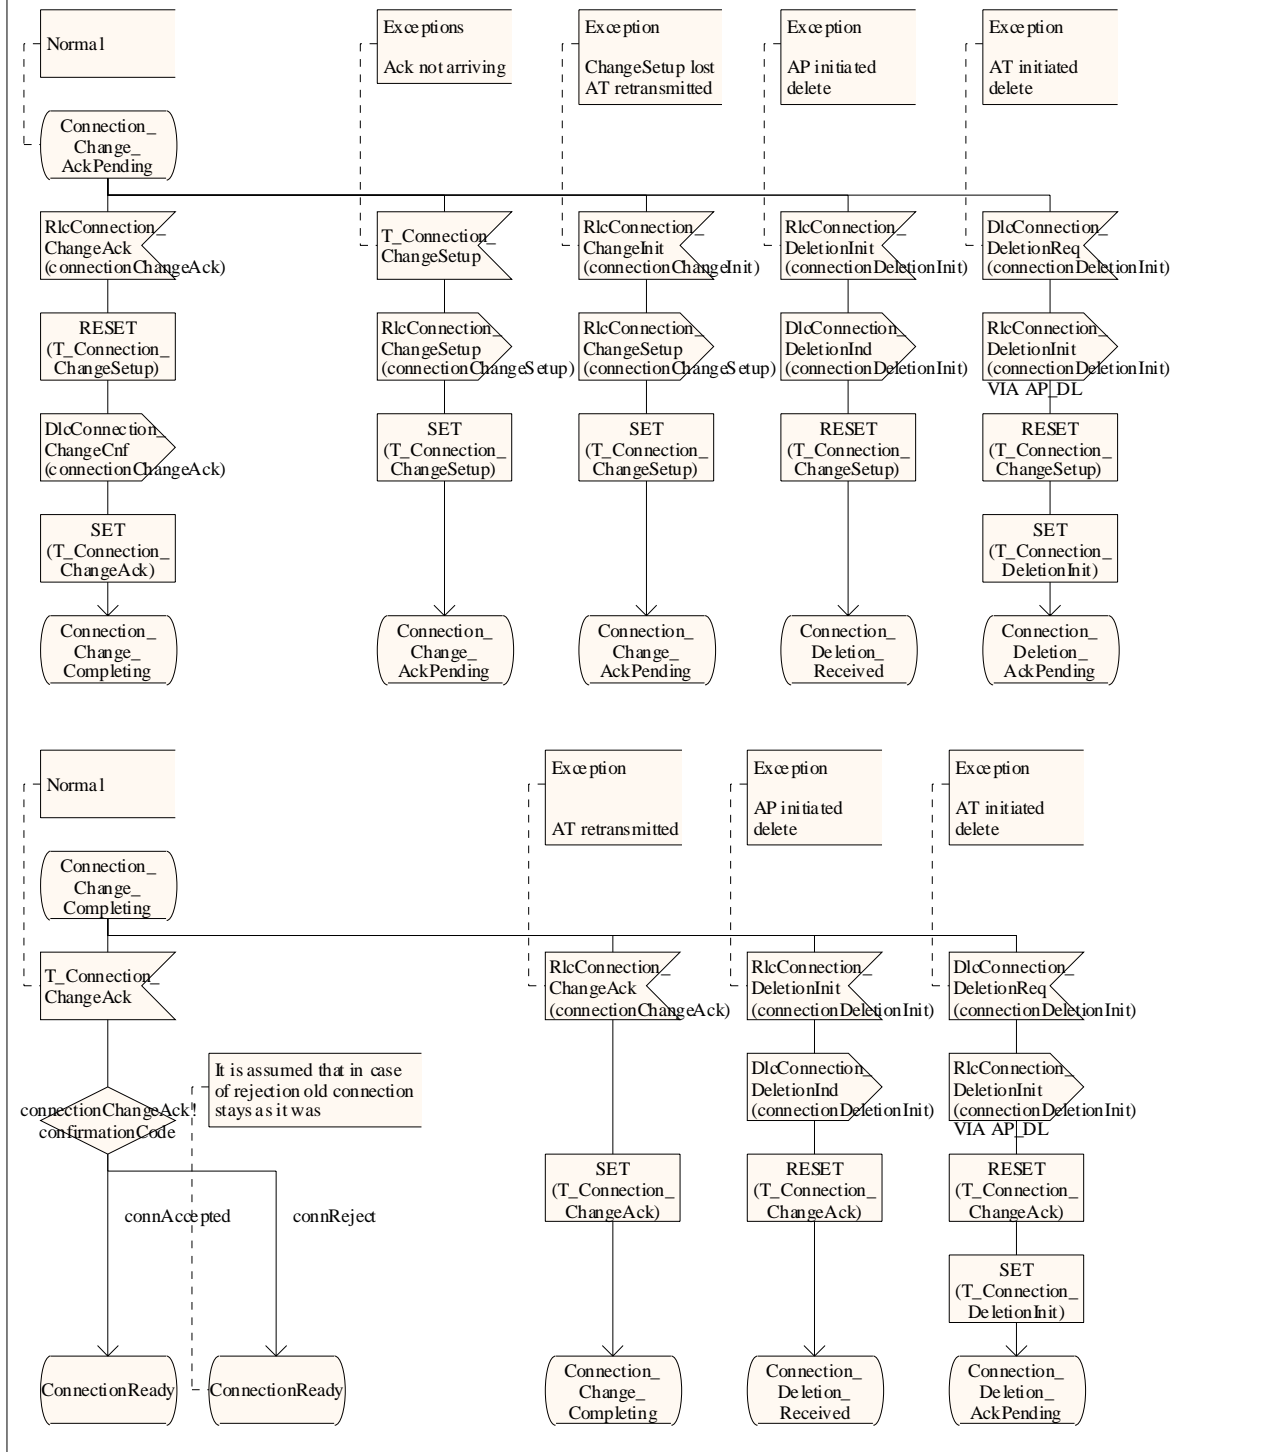 Normal
Exceptions
Ack not arriving
Exception
ChangeSetup lost
AT retransmitted
Exception
AP initiated
delete
Exception
AT initiated
delete
Connection_
Change_
AckPending
RlcConnection_
ChangeAck
(connectionChangeAck)
T_Connection_
ChangeSetup
RlcConnection_
ChangeInit
(connectionChangeInit)
RlcConnection_
DeletionInit
(connectionDeletionInit)
DlcConnection_
DeletionReq
(connectionDeletionInit)
RESET
(T_Connection_
ChangeSetup)
RlcConnection_
ChangeSetup
(connectionChangeSetup)
RlcConnection_
ChangeSetup
(connectionChangeSetup)
DlcConnection_
DeletionInd
(connectionDeletionInit)
RlcConnection_
DeletionInit
(connectionDeletionInit)
VIA AP_DL
DlcConnection_
ChangeCnf
(connectionChangeAck)
SET
(T_Connection_
ChangeSetup)
SET
(T_Connection_
ChangeSetup)
RESET
(T_Connection_
ChangeSetup)
RESET
(T_Connection_
ChangeSetup)
SET
(T_Connection_
ChangeAck)
SET
(T_Connection_
DeletionInit)
Connection_
Change_
Completing
Connection_
Change_
AckPending
Connection_
Change_
AckPending
Connection_
Deletion_
Received
Connection_
Deletion_
AckPending
Normal
Exception
AT retransmitted
Exception
AP initiated
delete
Exception
AT initiated
delete
Connection_
Change_
Completing
T_Connection_
ChangeAck
RlcConnection_
ChangeAck
(connectionChangeAck)
RlcConnection_
DeletionInit
(connectionDeletionInit)
DlcConnection_
DeletionReq
(connectionDeletionInit)
It is assumed that in case
of rejection old connection
stays as it was
DlcConnection_
DeletionInd
(connectionDeletionInit)
RlcConnection_
DeletionInit
(connectionDeletionInit)
VIA AP_DL
connectionChangeAck!
confirmationCode
SET
(T_Connection_
ChangeAck)
RESET
(T_Connection_
ChangeAck)
RESET
(T_Connection_
ChangeAck)
connAccepted
connReject
SET
(T_Connection_
DeletionInit)
ConnectionReady
ConnectionReady
Connection_
Change_
Completing
Connection_
Deletion_
Received
Connection_
Deletion_
AckPending